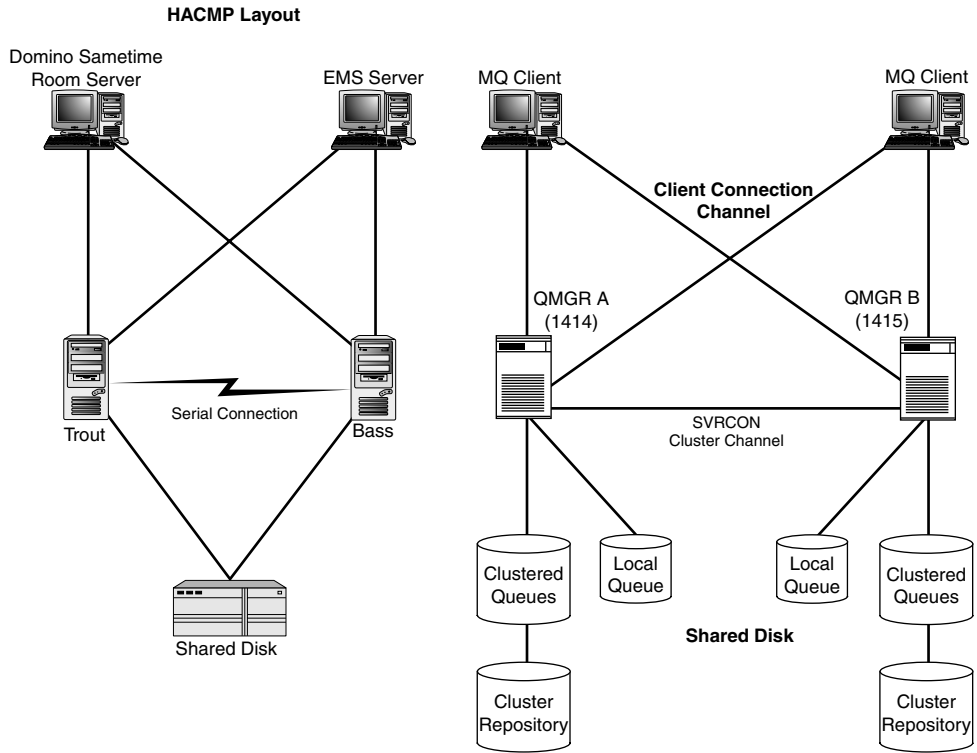 HACMP Layout
Domino Sametime
Room Server
EMS Server
Trout
Serial Connection
Bass
Shared Disk
MQ Client
MQ Client
Client Connection
Channel
QMGR A
(1414)
QMGR B
(1415)
SVRCON
Cluster Channel
Clustered
Queues
Local
Queue
Local
Queue
Clustered
Queues
Shared Disk
Cluster
Repository
Cluster
Repository